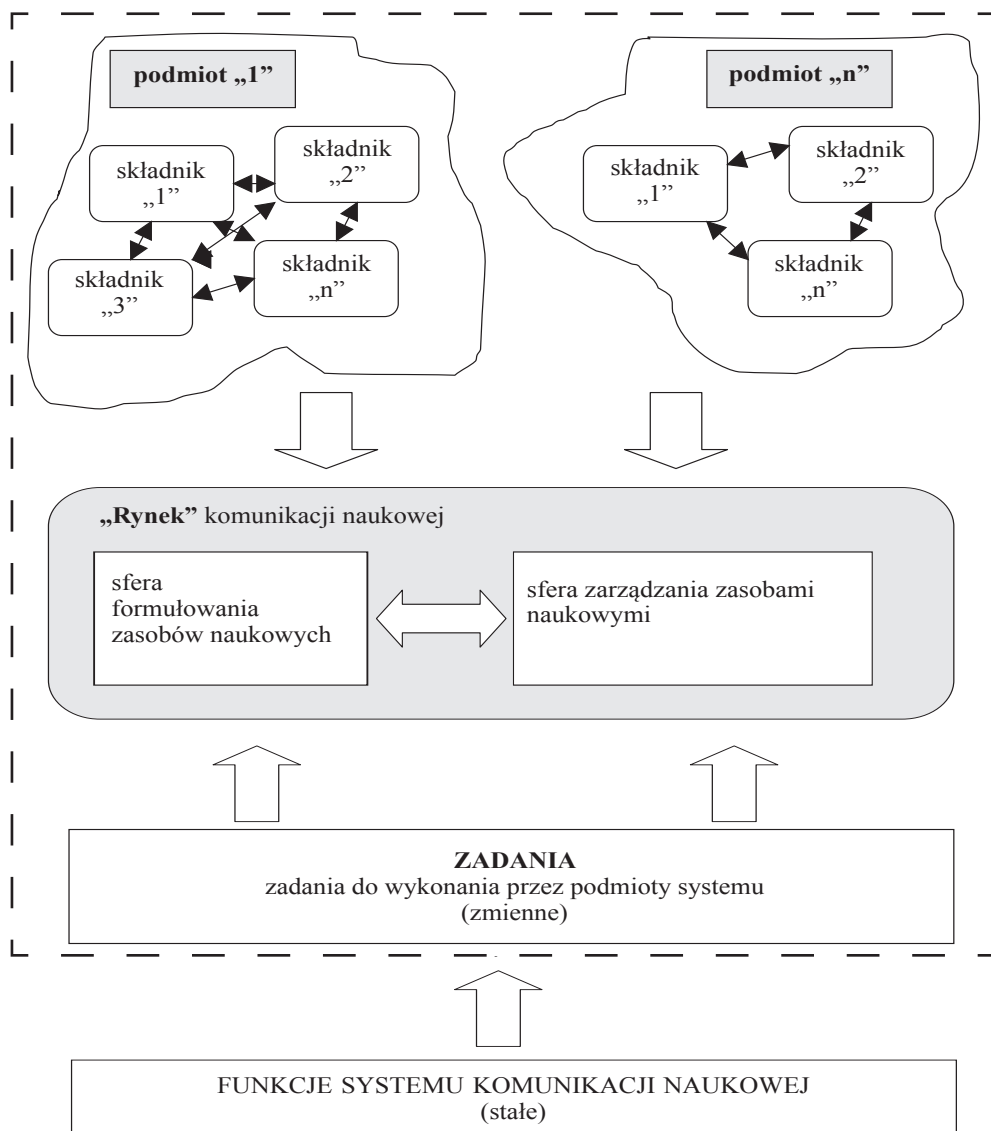 podmiot „1”
składnik
„1”
składnik
„2”
składnik
„3”
składnik
„n”
podmiot „n”
składnik
„1”
składnik
„2”
składnik
„n”
„Rynek” komunikacji naukowej
sfera
formułowania
zasobów naukowych
sfera zarządzania zasobami
naukowymi
ZADANIA
zadania do wykonania przez podmioty systemu
(zmienne)
FUNKCJE SYSTEMU KOMUNIKACJI NAUKOWEJ
(stałe)